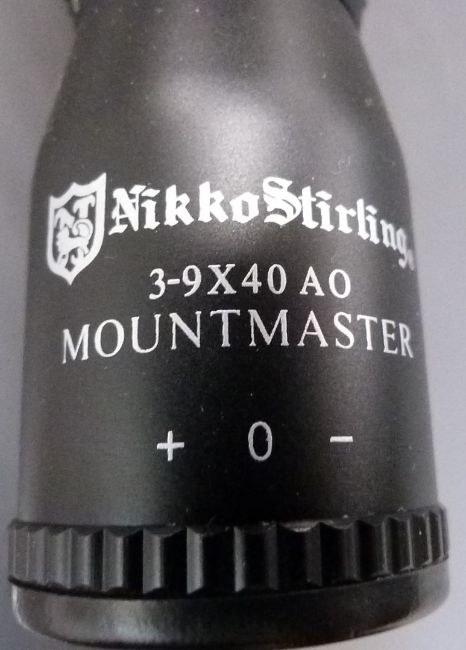 NikkoStirling®
3-9X40 AO
MOUNTMASTER
+ 0 -